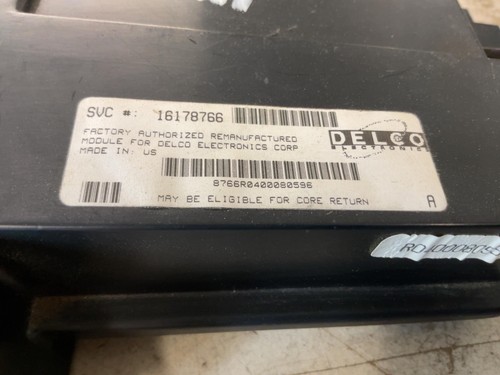 SVC #: 16178766
FACTORY AUTHORIZED REMANUFACTURED
MODULE FOR DELCO ELECTRONICS CORP
MADE IN: US
DELCO
ELECTRONICS
8766R0400080596
MAY BE ELIGIBLE FOR CORE RETURN
A